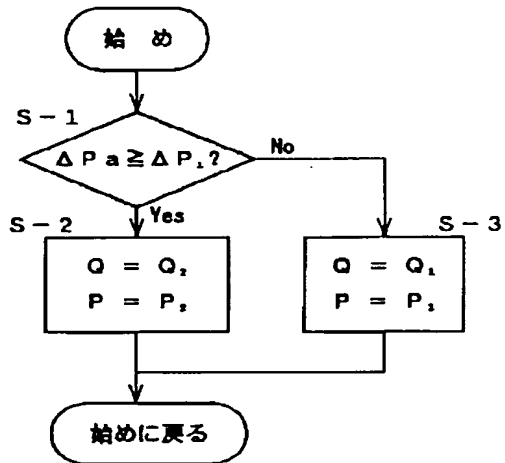 始 め
S-1
ΔPa≧ΔP₁?
No
Yes
S-2
Q = Q₂
P = P₂
S-3
Q = Q₁
P = P₁
始めに戻る